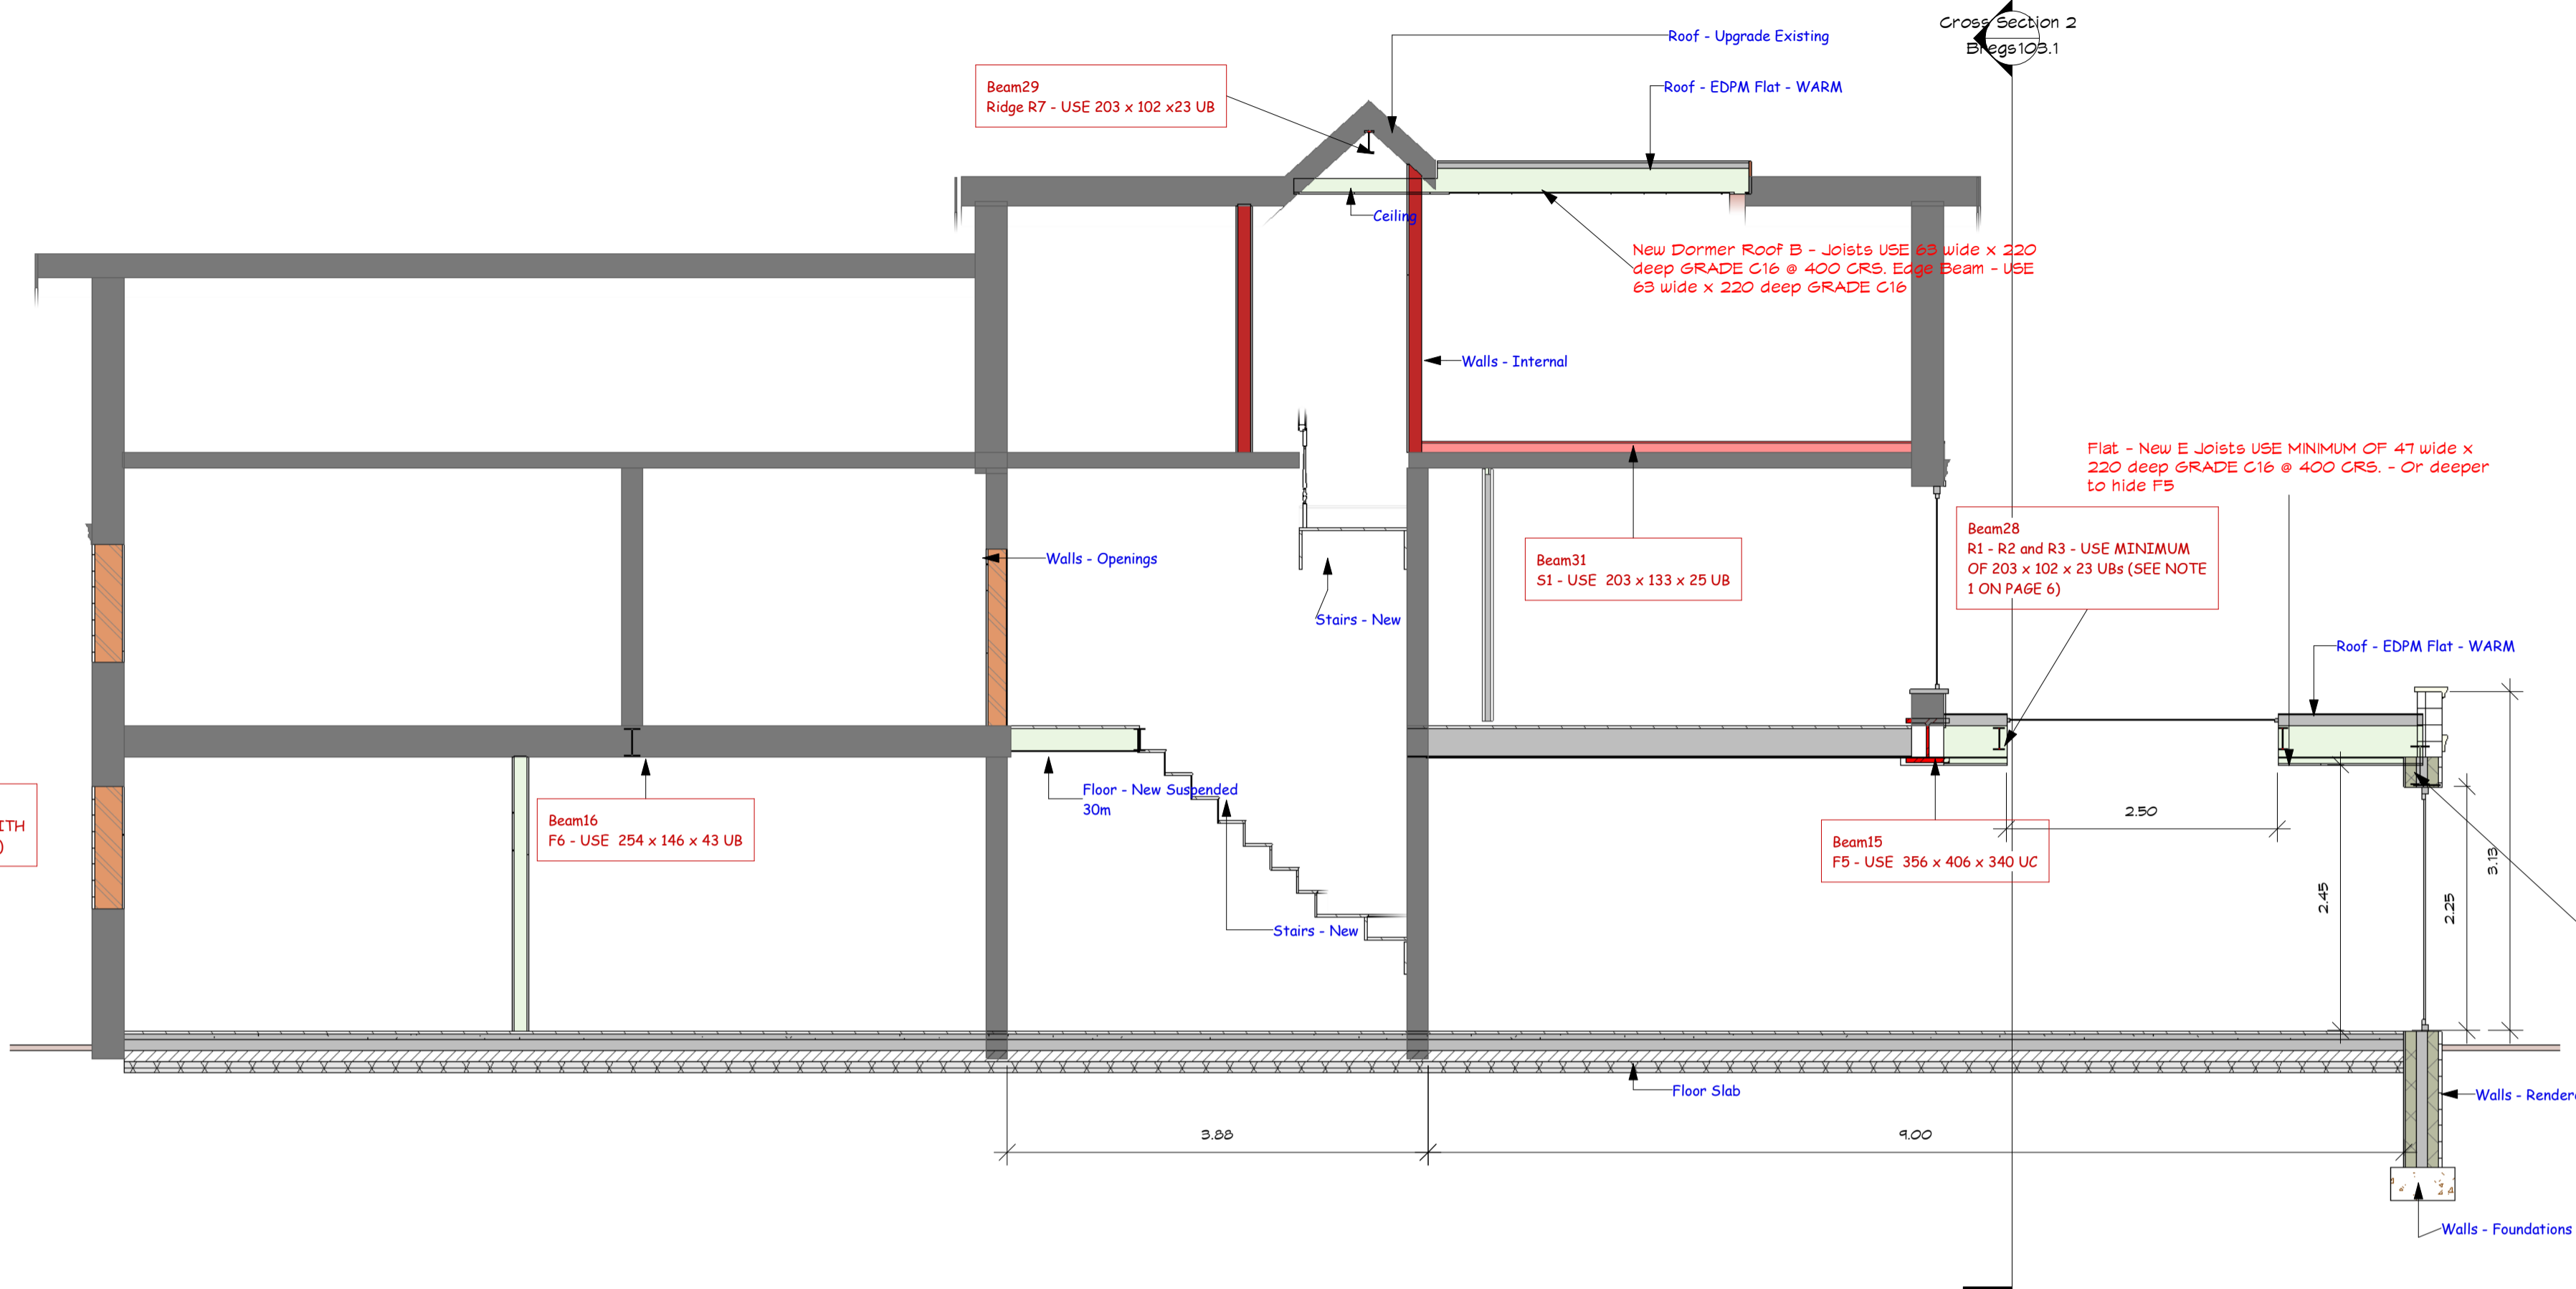 Cross Section 2
Bregs103.1
Roof - Upgrade Existing
Beam29
Ridge R7 - USE 203 x 102 x23 UB
Roof - EDPM Flat - WARM
Ceiling
New Dormer Roof B - Joists USE 63 wide x 220
deep GRADE C16 @ 400 CRS. Edge Beam - USE
63 wide x 220 deep GRADE C16
Walls - Internal
Flat - New E Joists USE MINIMUM OF 47 wide x
220 deep GRADE C16 @ 400 CRS. - Or deeper
to hide F5
Beam28
R1 - R2 and R3 - USE MINIMUM
OF 203 x 102 x 23 UBs (SEE NOTE
1 ON PAGE 6)
Walls - Openings
Beam31
S1 - USE 203 x 133 x 25 UB
Stairs - New
Roof - EDPM Flat - WARM
Floor - New Suspended
30m
ITH
)
Beam16
F6 - USE 254 x 146 x 43 UB
Beam15
F5 - USE 356 x 406 x 340 UC
2.50
3.13
2.45
2.25
Stairs - New
Floor Slab
Walls - Rendere
3.88
9.00
Walls - Foundations